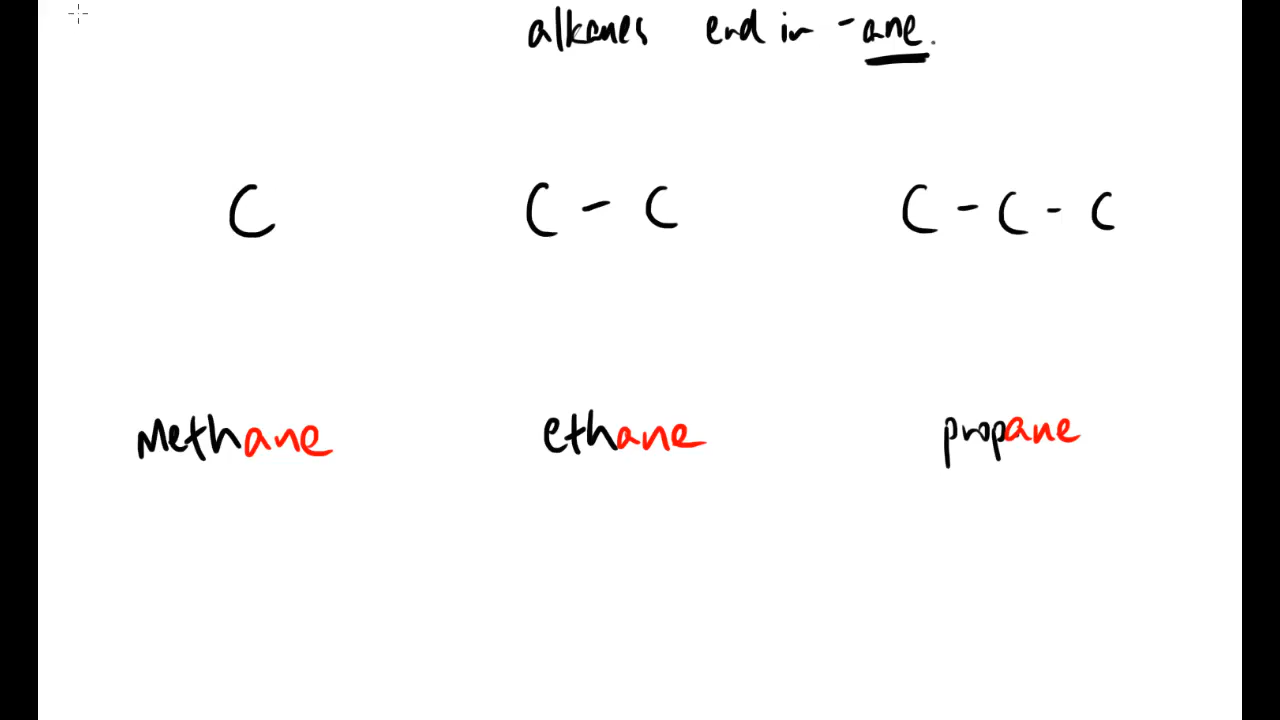 alkanes end in -ane.
C C - C C - C - C
methane ethane propane